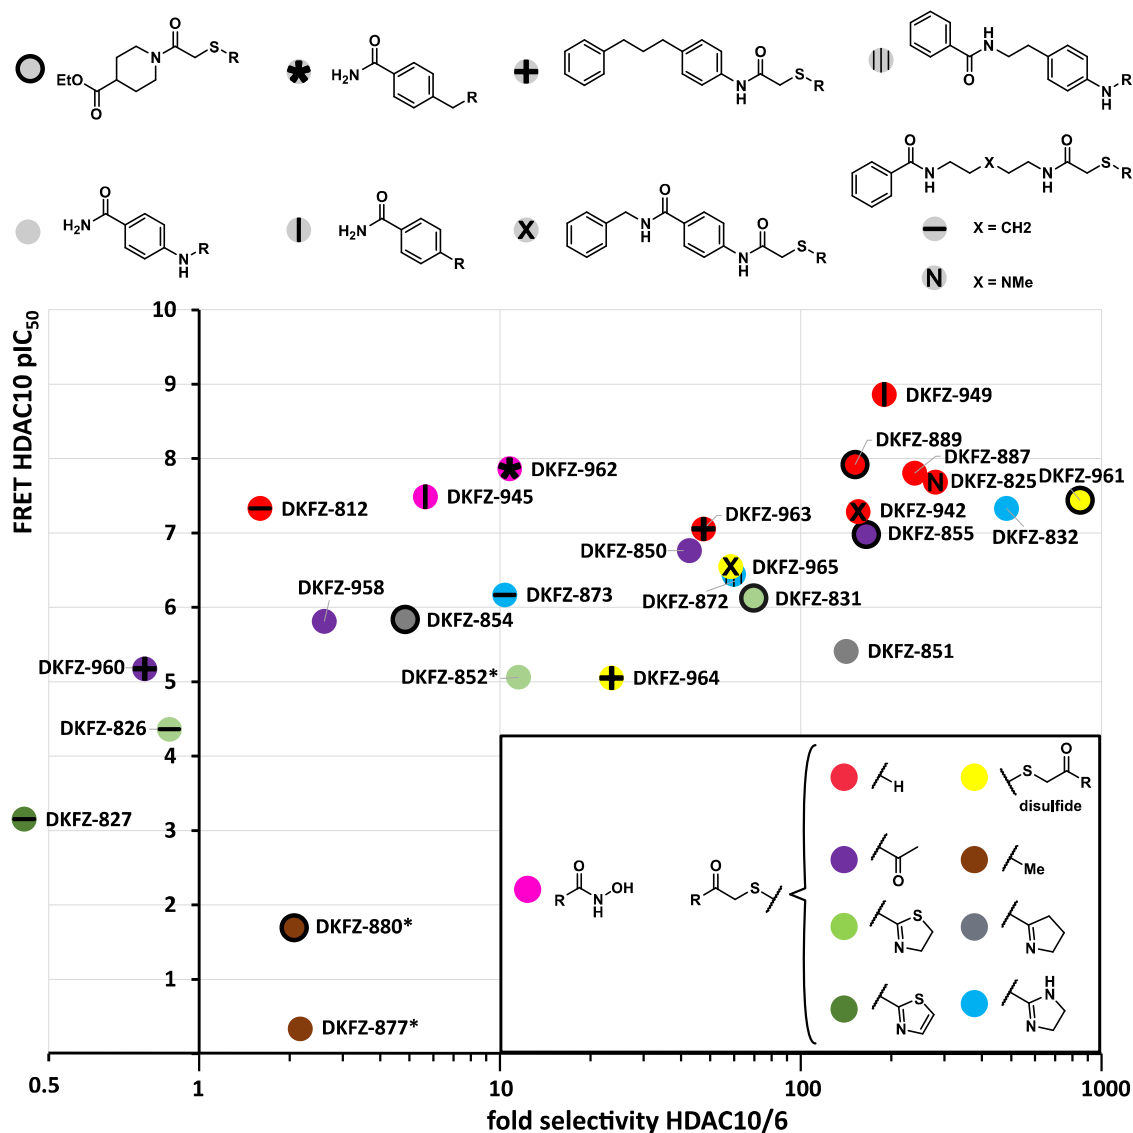 O
N
S
R
EtO
O
O
H2N
R
N
H
O
S
R
O
N
H
N
H
R
H2N
O
N
H
R
H2N
O
R
O
N
H
N
H
O
S
R
O
N
H
X
N
H
O
S
R
X
X = CH2
N
X = NMe
FRET HDAC10 pIC50
10
9
8
7
6
5
4
3
2
1
DKFZ-949
DKFZ-889
DKFZ-887
DKFZ-962
DKFZ-825
DKFZ-961
N
DKFZ-945
DKFZ-812
DKFZ-963
X
DKFZ-942
DKFZ-855
DKFZ-832
DKFZ-850
X
DKFZ-965
DKFZ-872
DKFZ-873
DKFZ-831
DKFZ-958
DKFZ-854
DKFZ-960
DKFZ-851
DKFZ-852*
DKFZ-964
DKFZ-826
DKFZ-827
DKFZ-880*
DKFZ-877*
H
S
O
R
disulfide
O
Me
O
R
N
H
OH
O
R
S
S
N
N
S
N
H
N
N
0.5
1
10
100
1000
fold selectivity HDAC10/6